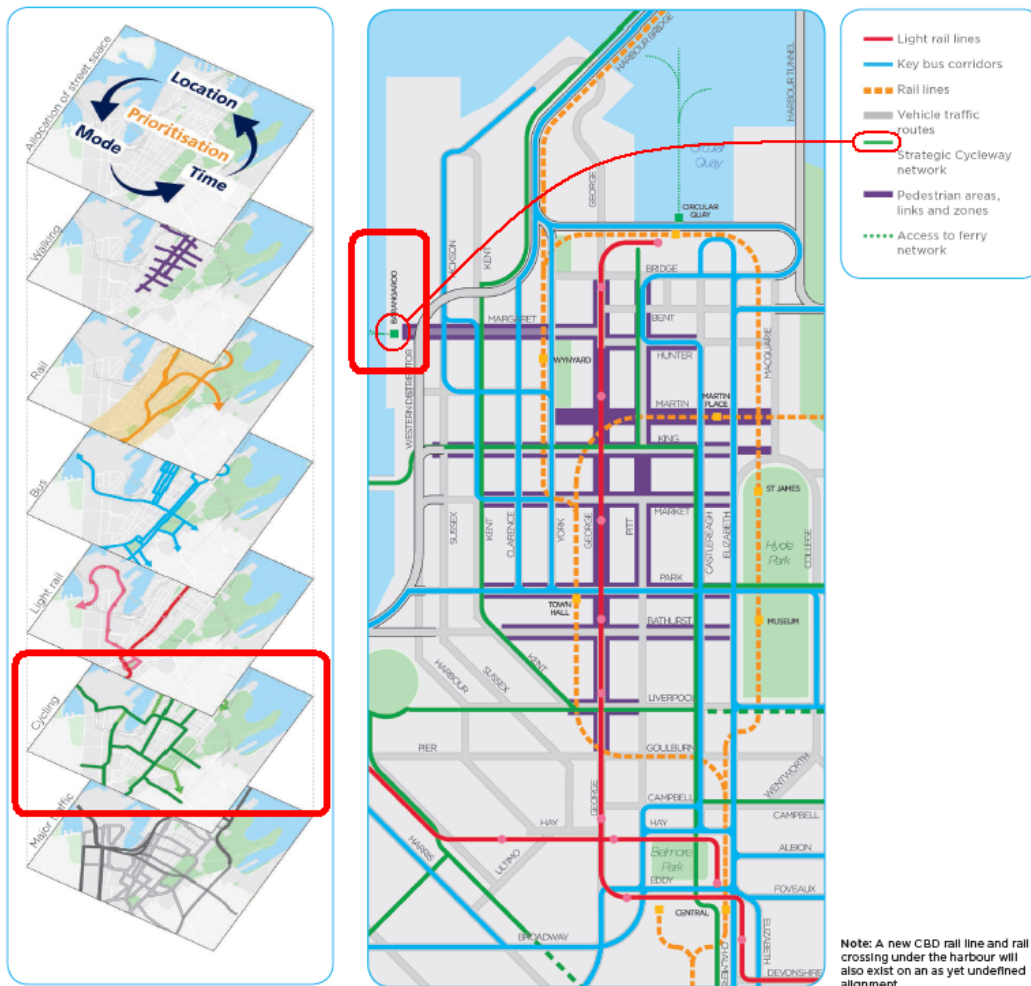 Allocation of street space
Location
Prioritisation
Mode
Time
Walking
Rail
Bus
Light rail
Cycling
Major traffic
HARBOUR BRIDGE
HARBOUR TUNNEL
Circular
Quay
GEORGE
CIRCULAR
QUAY
KENT
BRIDGE
BARANGAROO
MARGARET
BENT
HUNTER
MACQUARIE
WYNYARD
WESTERN DISTRIBUTOR
MARTIN
MARTIN
PLACE
KING
ST JAMES
MARKET
SUSSEX
KENT
CLARENCE
YORK
GEORGE
PITT
CASTLEREAGH
ELIZABETH
Hyde
Park
COLLEGE
PARK
TOWN
HALL
BATHURST
MUSEUM
KENT
HARBOUR
SUSSEX
LIVERPOOL
PIER
GOULBURN
WENTWORTH
GEORGE
CAMPBELL
CAMPBELL
HAY
HAY
HARRIS
ULTIMO
Belmore
Park
ALBION
EDDY
FOVEAUX
CENTRAL
BROADWAY
CHALMERS
ELIZABETH
DEVONSHIRE
Light rail lines
Key bus corridors
Rail lines
Vehicle traffic
routes
Strategic Cycleway
network
Pedestrian areas,
links and zones
Access to ferry
network
Note: A new CBD rail line and rail
crossing under the harbour will
also exist on an as yet undefined
alignment